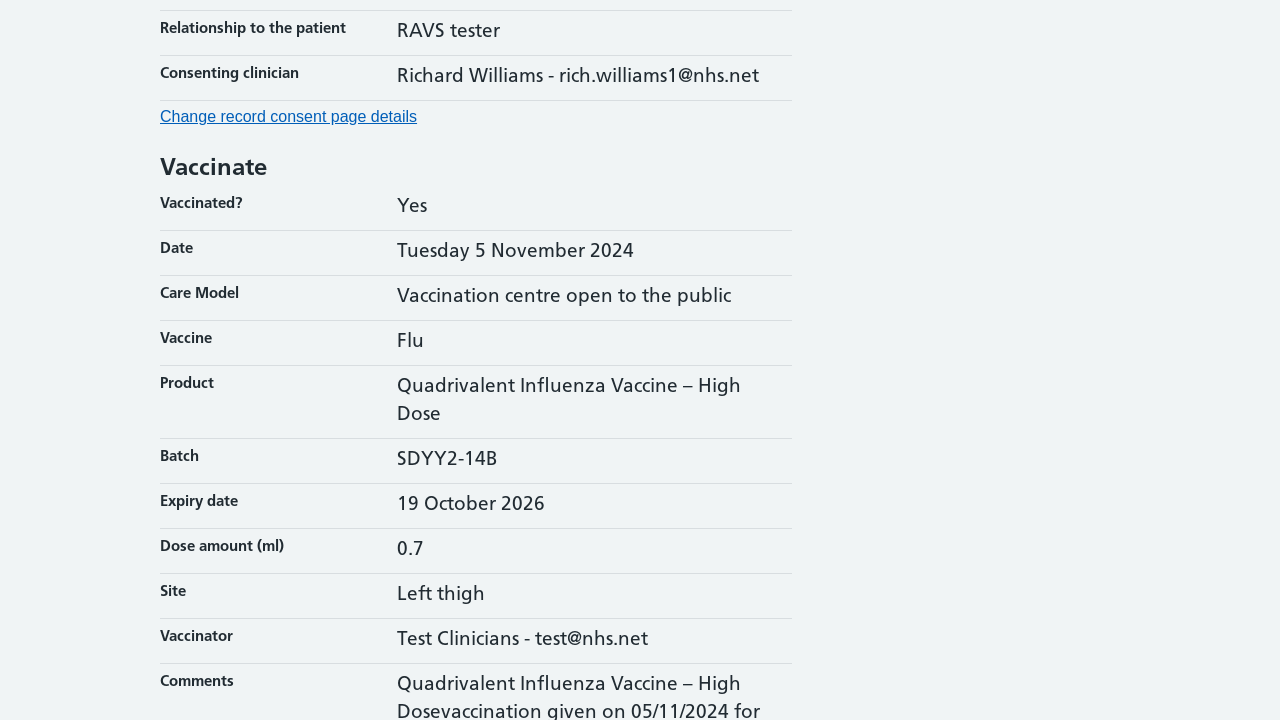 Relationship to the patient RAVS tester
Consenting clinician Richard Williams - rich.williams1@nhs.net
Change record consent page details
Vaccinate
Vaccinated? Yes
Date Tuesday 5 November 2024
Care Model Vaccination centre open to the public
Vaccine Flu
Product Quadrivalent Influenza Vaccine – High
Dose
Batch SDYY2-14B
Expiry date 19 October 2026
Dose amount (ml) 0.7
Site Left thigh
Vaccinator Test Clinicians - test@nhs.net
Comments Quadrivalent Influenza Vaccine – High
Dosevaccination given on 05/11/2024 for